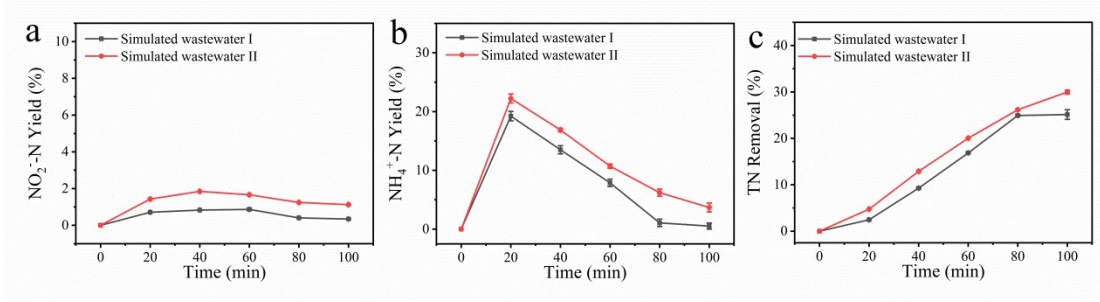 a
10
8
6
4
2
0
NO₂⁻-N Yield (%)
Simulated wastewater I
Simulated wastewater II
0 20 40 60 80 100
Time (min)
b
30
20
10
0
NH₄⁺-N Yield (%)
Simulated wastewater I
Simulated wastewater II
0 20 40 60 80 100
Time (min)
c
40
30
20
10
0
TN Removal (%)
Simulated wastewater I
Simulated wastewater II
0 20 40 60 80 100
Time (min)